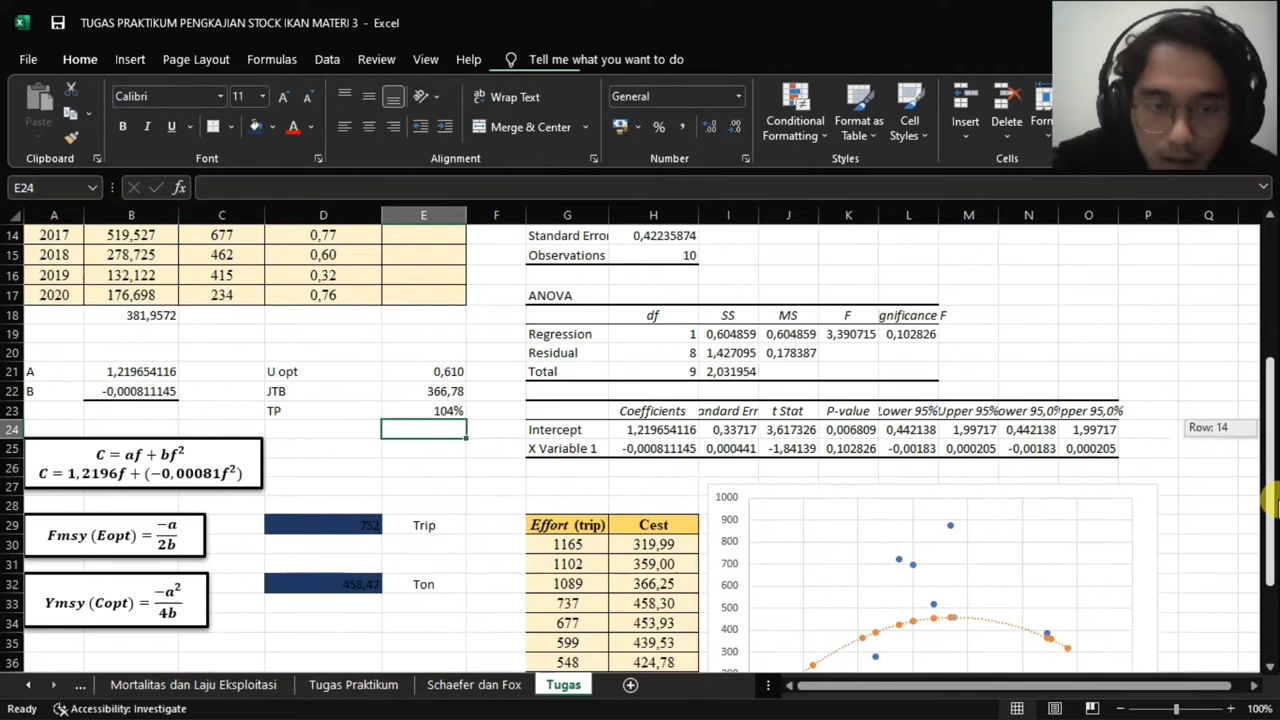 TUGAS PRAKTIKUM PENGKAJIAN STOCK IKAN MATERI 3 - Excel
File Home Insert Page Layout Formulas Data Review View Help Tell me what you want to do
Calibri 11 Wrap Text General
Paste B I U Merge & Center % Conditional Formatting Format as Table Cell Styles Insert Delete Form
Clipboard Font Alignment Number Styles Cells
E24 fx
A B C D E F G H I J K L M N O P Q
14 2017 519,527 677 0,77 Standard Error 0,42235874
15 2018 278,725 462 0,60 Observations 10
16 2019 132,122 415 0,32
17 2020 176,698 234 0,76 ANOVA
18 381,9572 df SS MS F gnificance F
19 Regression 1 0,604859 0,604859 3,390715 0,102826
20 Residual 8 1,427095 0,178387
21 A 1,219654116 U opt 0,610 Total 9 2,031954
22 B -0,000811145 JTB 366,78
23 TP 104% Coefficients andard Err t Stat P-value Lower 95% Upper 95% ower 95,0% pper 95,0%
24 Intercept 1,219654116 0,33717 3,617326 0,006809 0,442138 1,99717 0,442138 1,99717 Row: 14
25 C = af + bf² X Variable 1 -0,000811145 0,000441 -1,84139 0,102826 -0,00183 0,000205 -0,00183 0,000205
26 C = 1,2196f + (−0,00081f²)
27
28 1000
29 Fmsy (Eopt) = −a / 2b 752 Trip Effort (trip) Cest 900
30 1165 319,99 800
31 1102 359,00 700
32 Ymsy (Copt) = −a² / 4b 458,47 Ton 1089 366,25 600
33 737 458,30 500
34 677 453,93 400
35 599 439,53 300
36 548 424,78 200
... Mortalitas dan Laju Eksploitasi Tugas Praktikum Schaefer dan Fox Tugas
Ready Accessibility: Investigate 100%